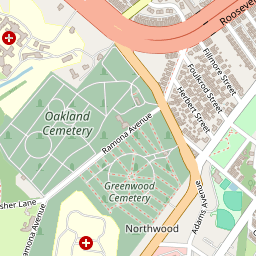 Roosevel
Fillmore Street
Foulkrod Street
Herbert Street
Oakland
Cemetery
Ramona Avenue
Greenwood
Cemetery
sher Lane
Ramona Avenue
Northwood
Adams Avenue